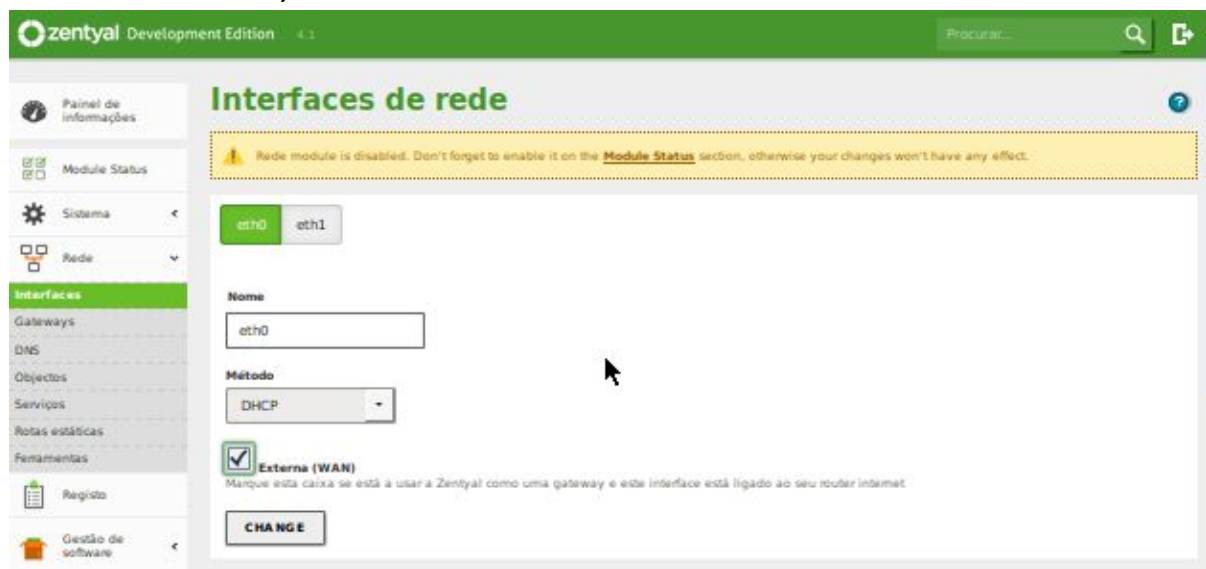 zentyal Development Edition 4.1
Procurar...
Painel de
informações
Module Status
Sistema
Rede
Interfaces
Gateways
DNS
Objectos
Serviços
Rotas estáticas
Ferramentas
Registo
Gestão de
software
Interfaces de rede
Rede module is disabled. Don't forget to enable it on the Module Status section, otherwise your changes won't have any effect.
eth0 eth1
Nome
eth0
Método
DHCP
Externa (WAN)
Marque esta caixa se está a usar a Zentyal como uma gateway e este interface está ligado ao seu router internet
CHANGE